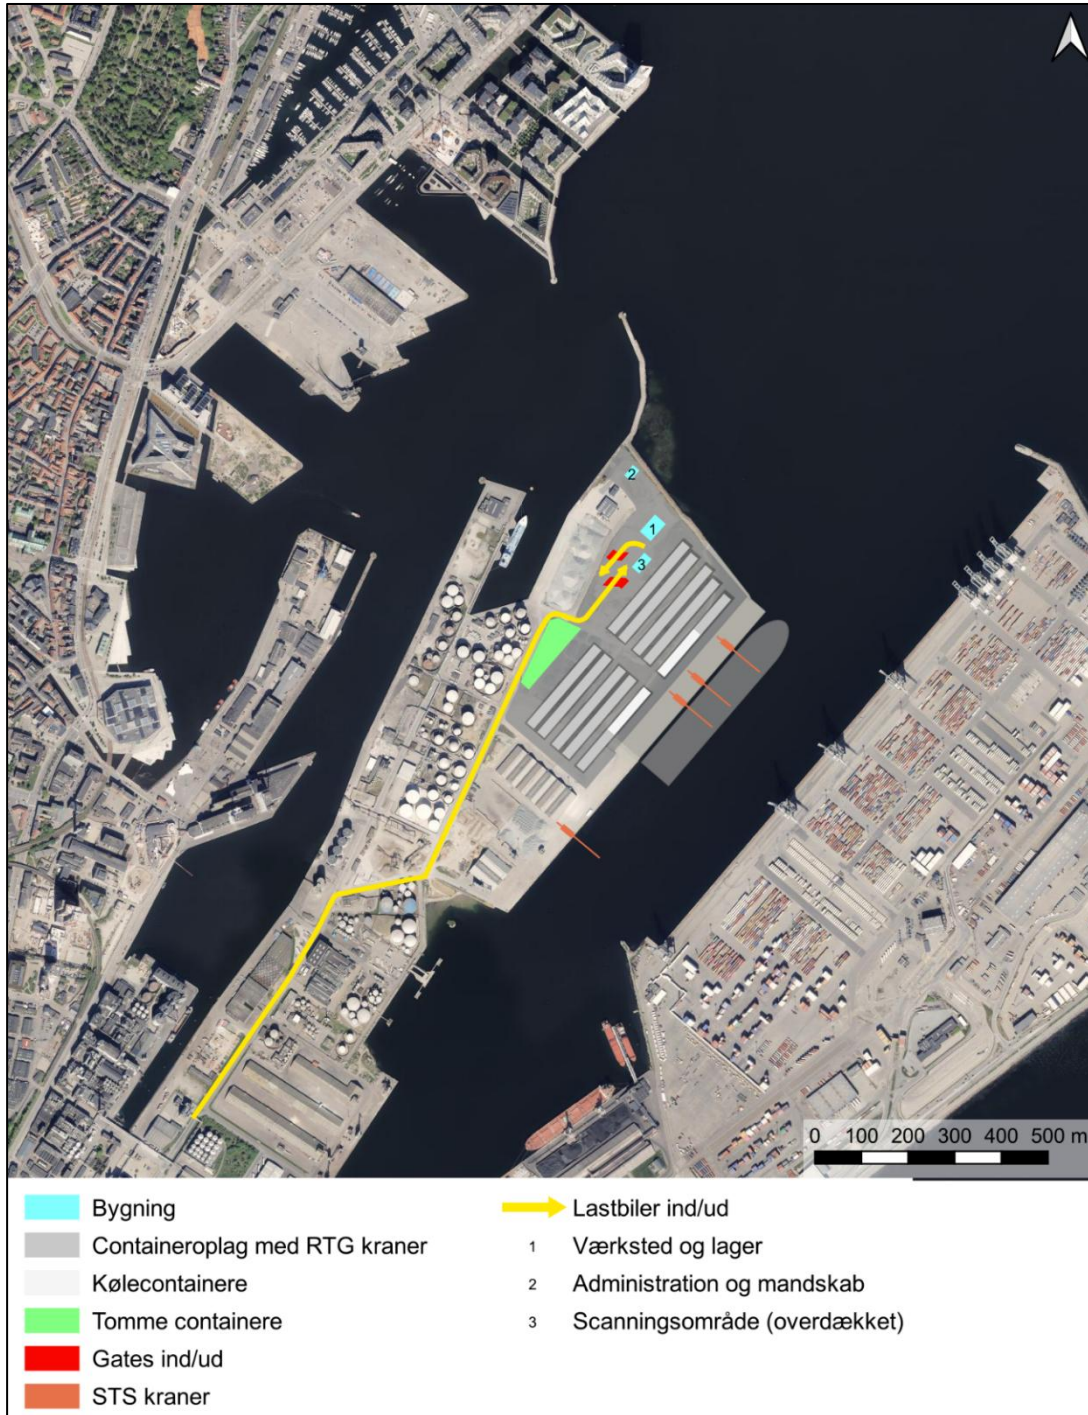 2
1
3
0 100 200 300 400 500 m
Bygning
Containeroplag med RTG kraner
Kølecontainere
Tomme containere
Gates ind/ud
STS kraner
Lastbiler ind/ud
1 Værksted og lager
2 Administration og mandskab
3 Scanningsområde (overdækket)